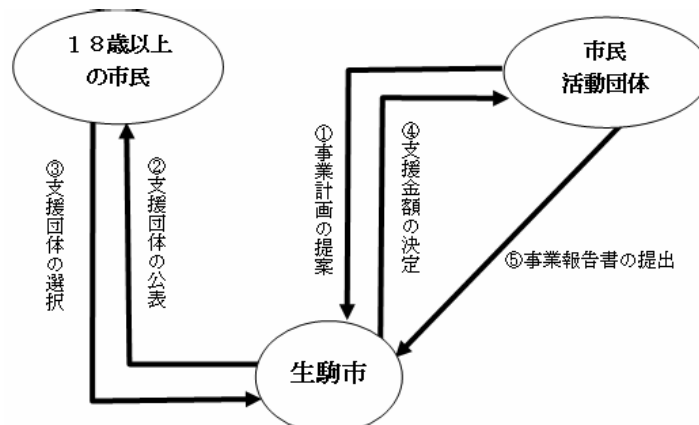 １８歳以上
の市民
市民
活動団体
①事業計画の提案
④支援金額の決定
③支援団体の選択
②支援団体の公表
⑤事業報告書の提出
生駒市